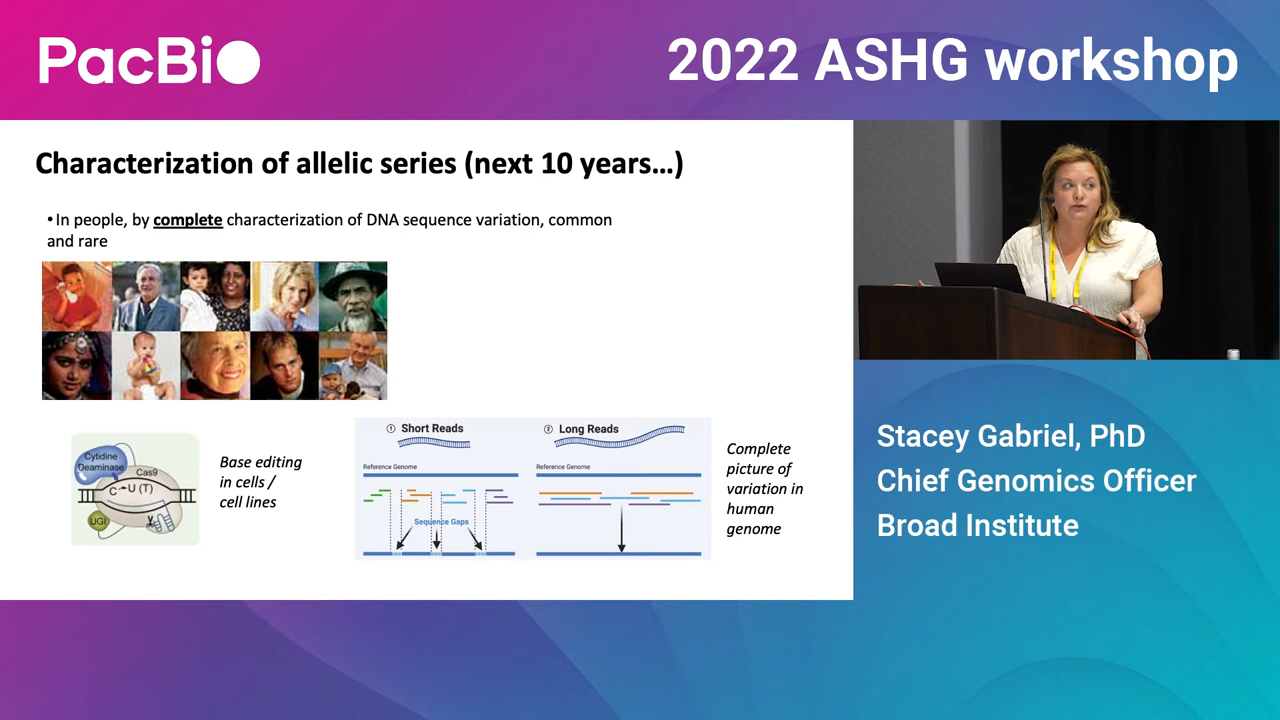 PacBio
2022 ASHG workshop
Characterization of allelic series (next 10 years…)
•In people, by complete characterization of DNA sequence variation, common
and rare
Cytidine
Deaminase
Cas9
C→U (T)
UGI
Base editing
in cells /
cell lines
① Short Reads
Reference Genome
Sequence Gaps
② Long Reads
Reference Genome
Complete
picture of
variation in
human
genome
Stacey Gabriel, PhD
Chief Genomics Officer
Broad Institute